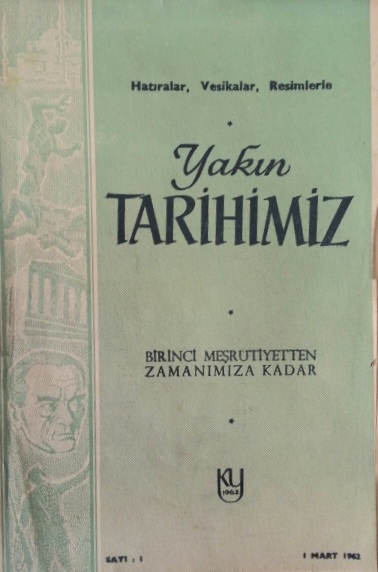 Hatıralar, Vesikalar, Resimlerle
Yakın
TARİHİMİZ
BİRİNCİ MEŞRUTİYETTEN
ZAMANIMIZA KADAR
KY
1962
SAYI : 1
1 MART 1962